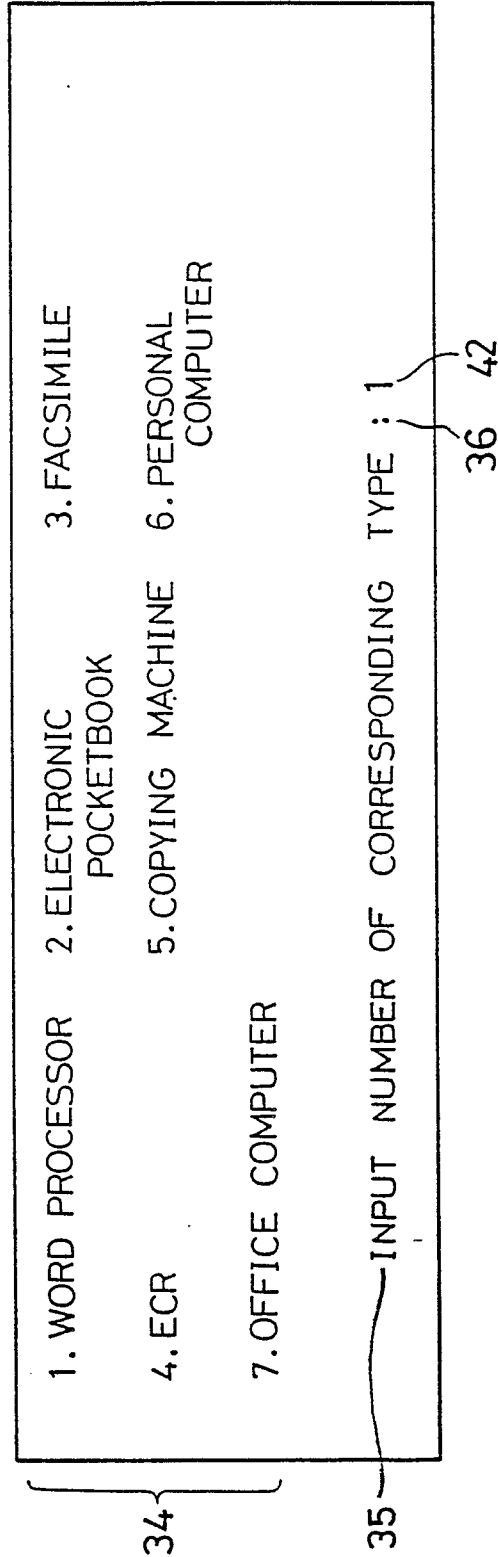 1. WORD PROCESSOR 2. ELECTRONIC POCKETBOOK 3. FACSIMILE
4. ECR 5. COPYING MACHINE 6. PERSONAL COMPUTER
7. OFFICE COMPUTER
INPUT NUMBER OF CORRESPONDING TYPE : 1
34
35
36
42